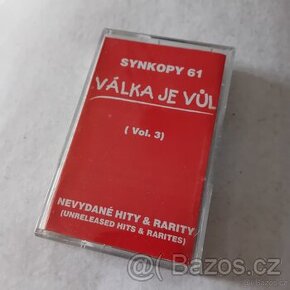 SYNKOPY 61
VÁLKA JE VŮL
( Vol. 3)
NEVYDANÉ HITY & RARITY
(UNRELEASED HITS & RARITES)
Bazos.cz